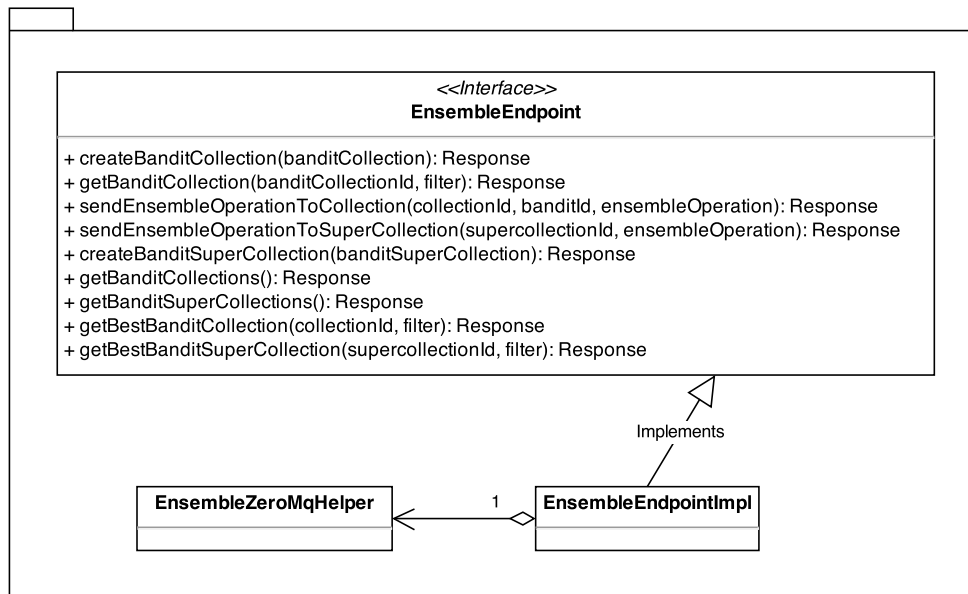 <<Interface>>
EnsembleEndpoint
+ createBanditCollection(banditCollection): Response
+ getBanditCollection(banditCollectionId, filter): Response
+ sendEnsembleOperationToCollection(collectionId, banditId, ensembleOperation): Response
+ sendEnsembleOperationToSuperCollection(supercollectionId, ensembleOperation): Response
+ createBanditSuperCollection(banditSuperCollection): Response
+ getBanditCollections(): Response
+ getBanditSuperCollections(): Response
+ getBestBanditCollection(collectionId, filter): Response
+ getBestBanditSuperCollection(supercollectionId, filter): Response
Implements
EnsembleZeroMqHelper
1
EnsembleEndpointImpl